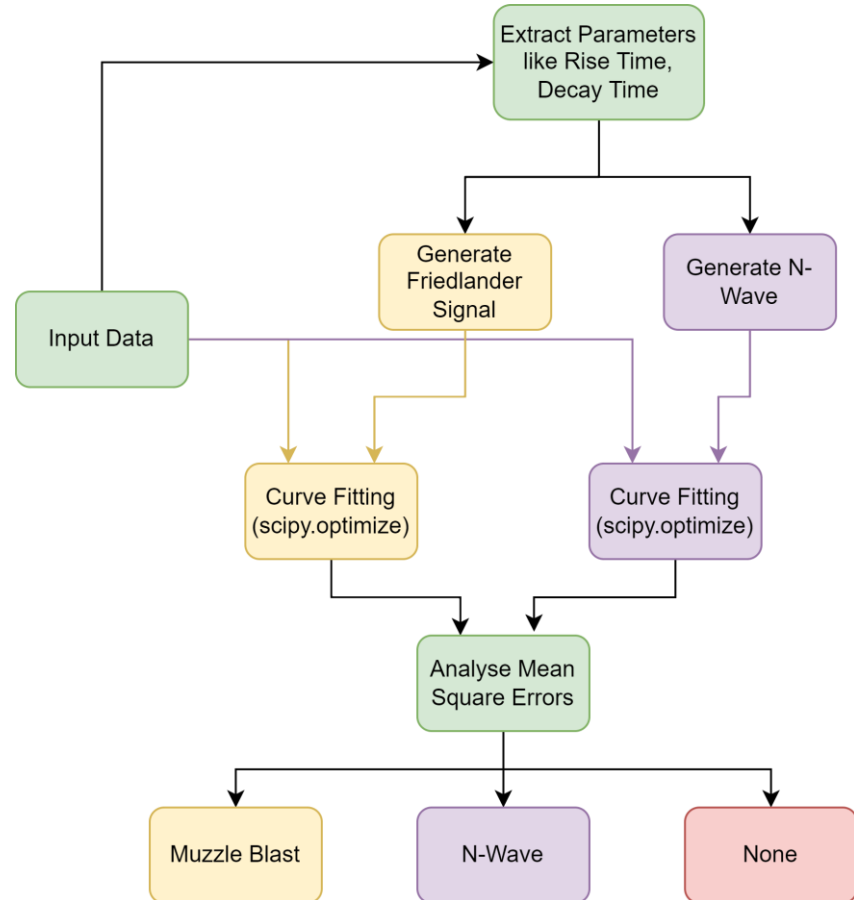 Extract Parameters
like Rise Time,
Decay Time
Generate
Friedlander
Signal
Generate N-
Wave
Input Data
Curve Fitting
(scipy.optimize)
Curve Fitting
(scipy.optimize)
Analyse Mean
Square Errors
Muzzle Blast
N-Wave
None